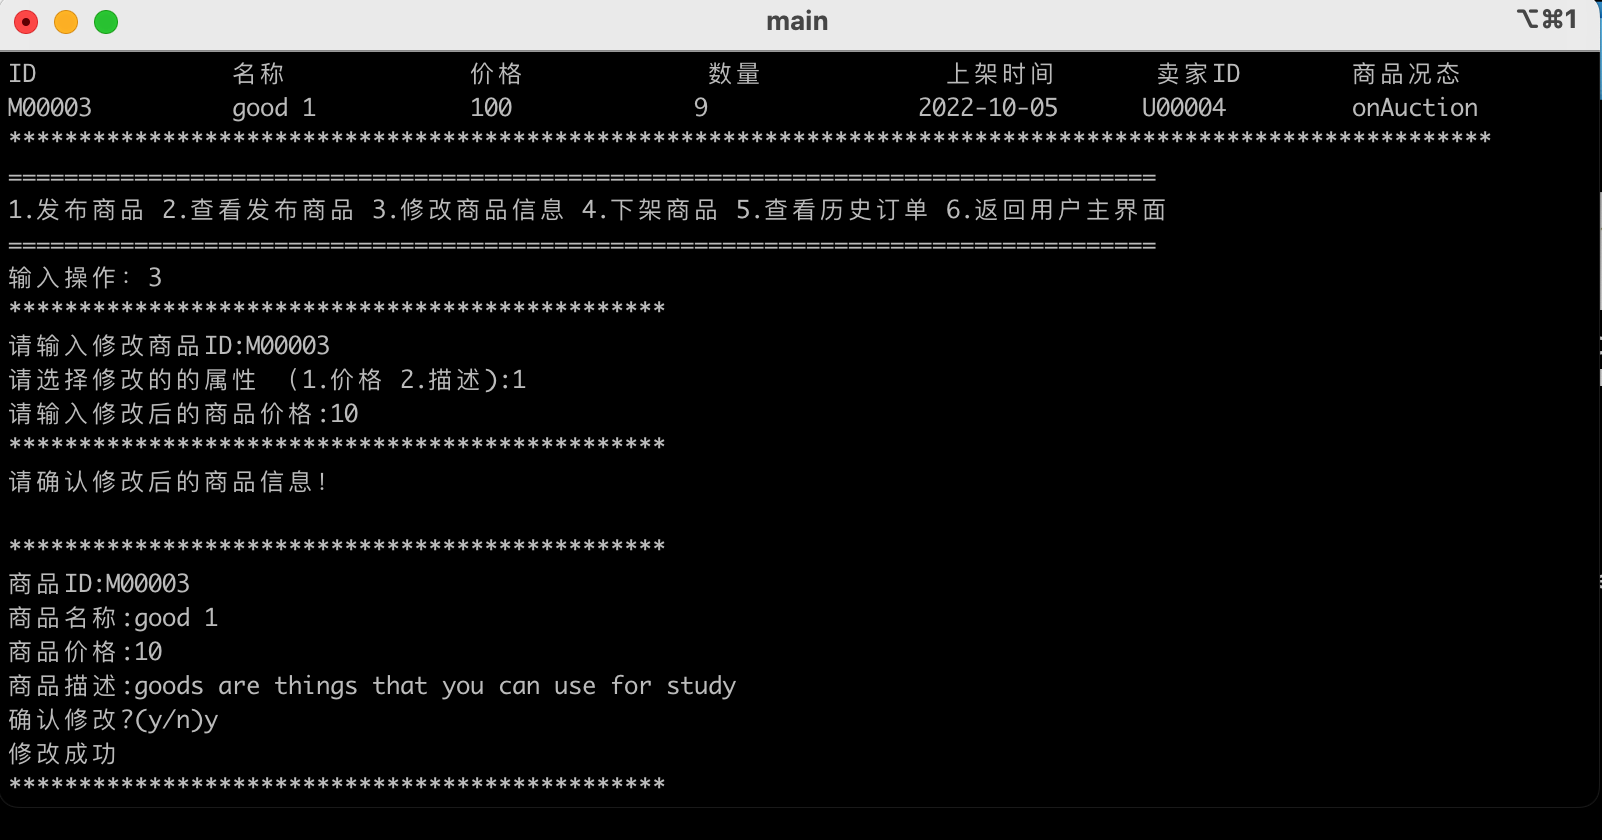 main
⌥⌘1
ID 名称 价格 数量 上架时间 卖家ID 商品况态
M00003 good 1 100 9 2022-10-05 U00004 onAuction
**********************************************************************************************************
==================================================================================
1.发布商品 2.查看发布商品 3.修改商品信息 4.下架商品 5.查看历史订单 6.返回用户主界面
==================================================================================
输入操作：3
***********************************************
请输入修改商品ID:M00003
请选择修改的的属性 （1.价格 2.描述):1
请输入修改后的商品价格:10
***********************************************
请确认修改后的商品信息!
***********************************************
商品ID:M00003
商品名称:good 1
商品价格:10
商品描述:goods are things that you can use for study
确认修改?(y/n)y
修改成功
***********************************************